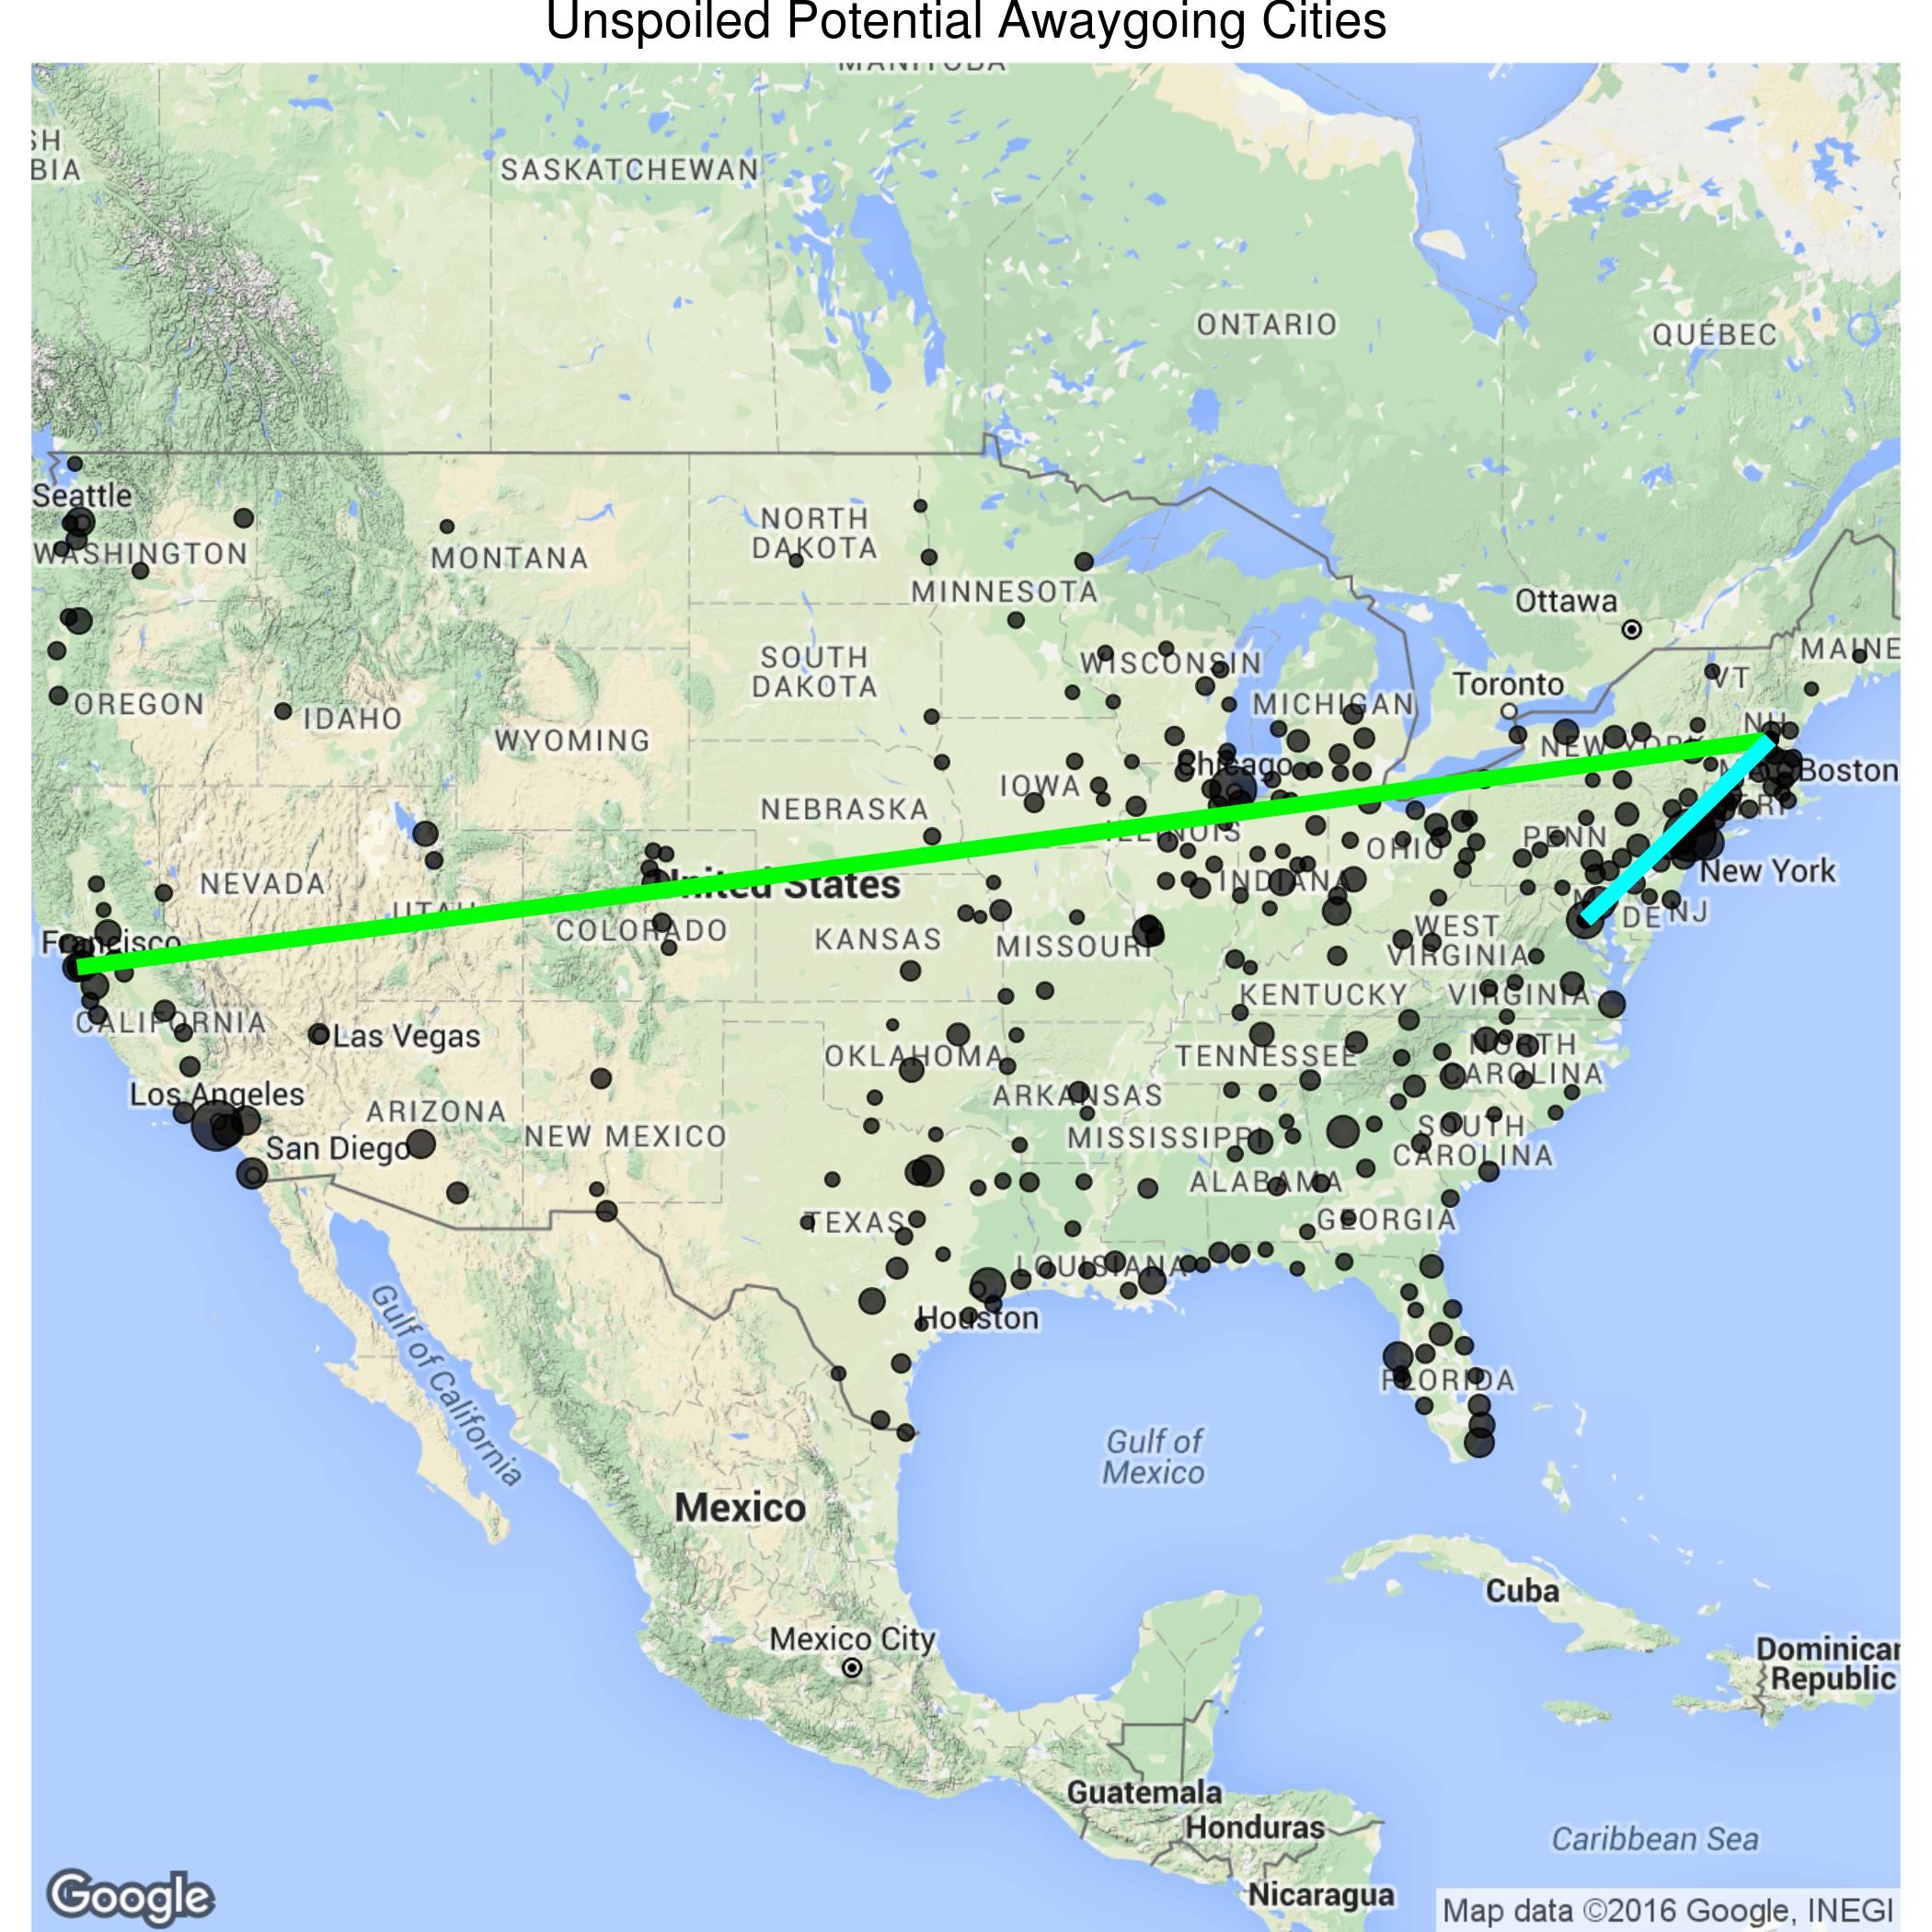 Unspoiled Potential Awaygoing Cities
MANITOBA
SH
BIA
SASKATCHEWAN
ONTARIO
QUÉBEC
Seattle
WASHINGTON
MONTANA
NORTH
DAKOTA
MINNESOTA
Ottawa
MAINE
VT
SOUTH
DAKOTA
WISCONSIN
Toronto
MICHIGAN
OREGON
IDAHO
WYOMING
NH
NEW YORK
Chicago
Boston
MA
IOWA
NEBRASKA
RI
ILLINOIS
PENN
OHIO
New York
NEVADA
United States
INDIANA
UTAH
COLORADO
DE
NJ
WEST
VIRGINIA
Francisco
KANSAS
MISSOURI
KENTUCKY
VIRGINIA
CALIFORNIA
Las Vegas
OKLAHOMA
TENNESSEE
NORTH
CAROLINA
Los Angeles
ARKANSAS
ARIZONA
NEW MEXICO
MISSISSIPPI
SOUTH
CAROLINA
San Diego
ALABAMA
TEXAS
GEORGIA
LOUISIANA
Houston
Gulf of California
FLORIDA
Gulf of
Mexico
Mexico
Cuba
Mexico City
Dominican
Republic
Guatemala
Honduras
Caribbean Sea
Nicaragua
Google
Map data ©2016 Google, INEGI